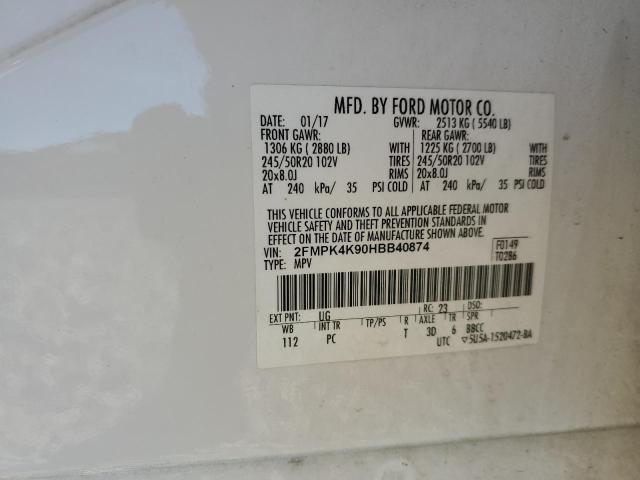 MFD. BY FORD MOTOR CO.
DATE: 01/17 GVWR: 2513 KG ( 5540 LB)
FRONT GAWR: REAR GAWR:
1306 KG ( 2880 LB) WITH 1225 KG ( 2700 LB) WITH
245/50R20 102V TIRES 245/50R20 102V TIRES
20x8.0J RIMS 20x8.0J RIMS
AT 240 kPa/ 35 PSI COLD AT 240 kPa/ 35 PSI COLD
THIS VEHICLE CONFORMS TO ALL APPLICABLE FEDERAL MOTOR
VEHICLE SAFETY AND THEFT PREVENTION STANDARDS IN
EFFECT ON THE DATE OF MANUFACTURE SHOWN ABOVE.
VIN: 2FMPK4K90HBB40874 F0149
TYPE: MPV T0286
EXT PNT: UG RC: 23 DSO:
WB INT TR TP/PS R AXLE TR SPR
112 PC T 3D 6 BBCC
UTC ▽5U5A-1520472-BA